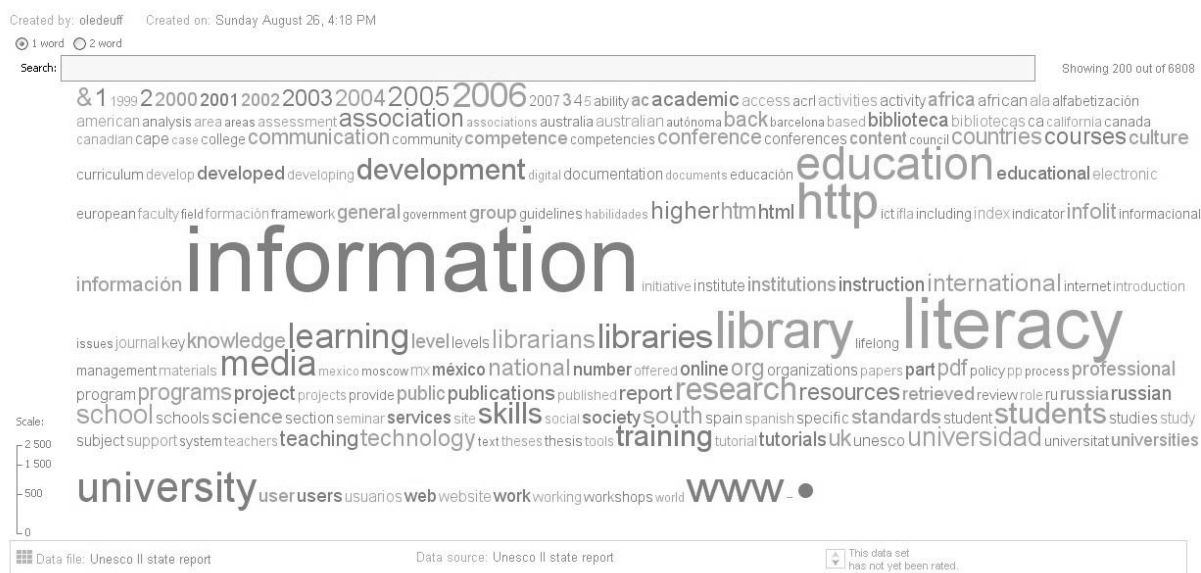 Created by: oledeuff Created on: Sunday August 26, 4:18 PM
1 word 2 word
Search: Showing 200 out of 6808
& 1 1999 2 2000 2001 2002 2003 2004 2005 2006 2007 3 4 5 ability ac academic access acrl activities activity africa african ala alfabetización
american analysis area areas assessment association associations australia australian autónoma back barcelona based biblioteca bibliotecas ca california canada
canadian cape case college communication community competence competencies conference conferences content council countries courses culture
curriculum develop developed developing development digital documentation documents educación education educational electronic
european faculty field formación framework general government group guidelines habilidades higher htm html http ict ifla including index indicator infolit informacional
información information initiative institute institutions instruction international internet introduction
issues journal key knowledge learning level levels librarians libraries library lifelong literacy
management materials media mexico moscow mx méxico national number offered online org organizations papers part pdf policy pp process professional
program programs project projects provide public publications published report research resources retrieved review role ru russia russian
school schools science section seminar services site skills social society south spain spanish specific standards student students studies study
subject support system teachers teaching technology text theses thesis tools training tutorial tutorials uk unesco universidad universitat universities
university user users usuarios web website work working workshops world www – ●
Scale:
2 500
1 500
500
0
Data file: Unesco II state report Data source: Unesco II state report This data set
has not yet been rated.